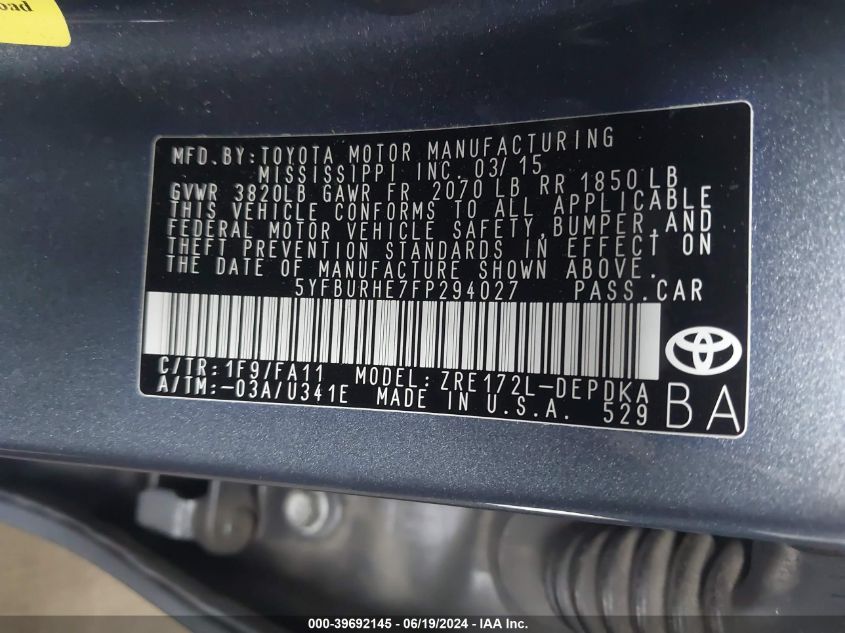 oad
MFD.BY:TOYOTA MOTOR MANUFACTURING
MISSISSIPPI INC. 03/15
GVWR 3820LB GAWR FR 2070 LB RR 1850 LB
THIS VEHICLE CONFORMS TO ALL APPLICABLE
FEDERAL MOTOR VEHICLE SAFETY,BUMPER,AND
THEFT PREVENTION STANDARDS IN EFFECT ON
THE DATE OF MANUFACTURE SHOWN ABOVE.
5YFBURHE7FP294027 PASS.CAR
C/TR:1F9/FA11 MODEL:ZRE172L-DEPDKA
A/TM:-03A/U341E MADE IN U.S.A. 529
BA
000-39692145 - 06/19/2024 - IAAI, Inc.